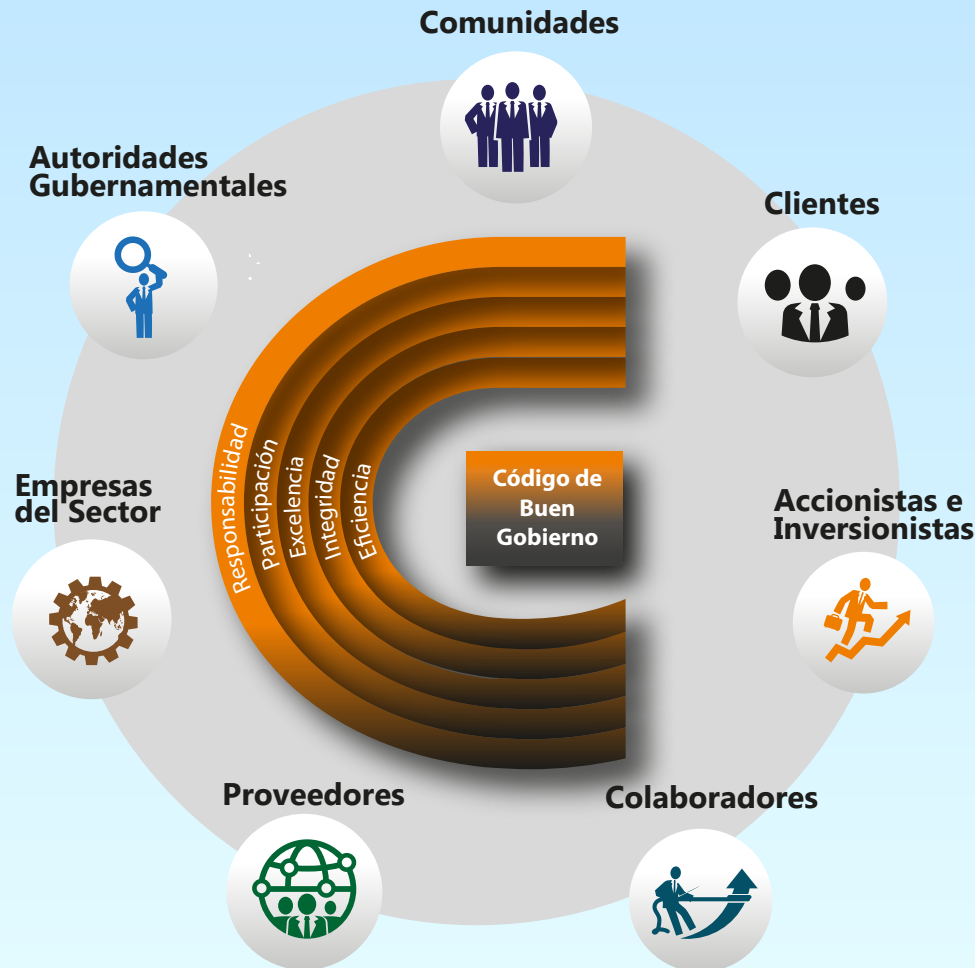 Comunidades
Autoridades
Gubernamentales
Clientes
Responsabilidad
Participación
Excelencia
Integridad
Eficiencia
Código de
Buen
Gobierno
Empresas
del Sector
Accionistas e
Inversionistas
Proveedores
Colaboradores